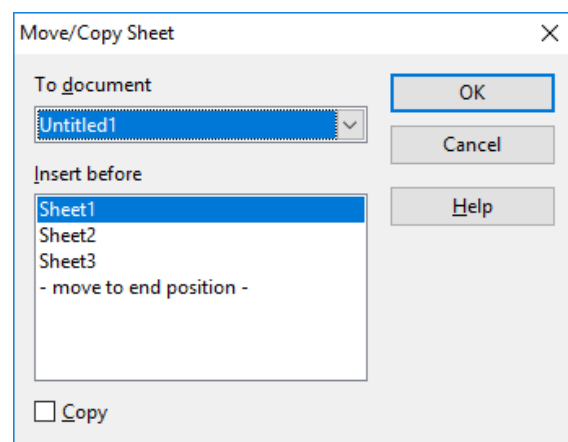 Move/Copy Sheet
To document
Untitled1
Insert before
Sheet1
Sheet2
Sheet3
- move to end position -
Copy
OK
Cancel
Help